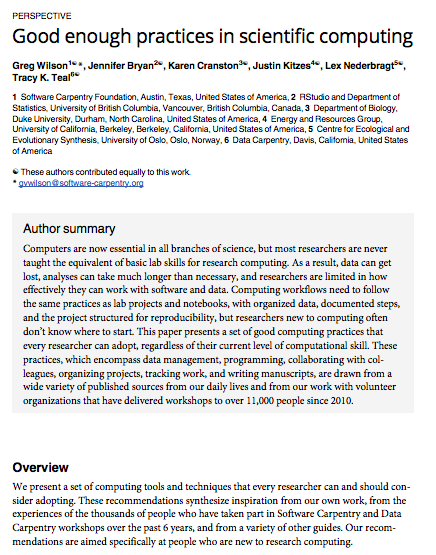 PERSPECTIVE
Good enough practices in scientific computing
Greg Wilson1☯*, Jennifer Bryan2☯, Karen Cranston3☯, Justin Kitzes4☯, Lex Nederbragt5☯,
Tracy K. Teal6☯
1 Software Carpentry Foundation, Austin, Texas, United States of America, 2 RStudio and Department of
Statistics, University of British Columbia, Vancouver, British Columbia, Canada, 3 Department of Biology,
Duke University, Durham, North Carolina, United States of America, 4 Energy and Resources Group,
University of California, Berkeley, Berkeley, California, United States of America, 5 Centre for Ecological and
Evolutionary Synthesis, University of Oslo, Oslo, Norway, 6 Data Carpentry, Davis, California, United States
of America
☯ These authors contributed equally to this work.
* gvwilson@software-carpentry.org
Author summary
Computers are now essential in all branches of science, but most researchers are never
taught the equivalent of basic lab skills for research computing. As a result, data can get
lost, analyses can take much longer than necessary, and researchers are limited in how
effectively they can work with software and data. Computing workflows need to follow
the same practices as lab projects and notebooks, with organized data, documented steps,
and the project structured for reproducibility, but researchers new to computing often
don't know where to start. This paper presents a set of good computing practices that
every researcher can adopt, regardless of their current level of computational skill. These
practices, which encompass data management, programming, collaborating with col-
leagues, organizing projects, tracking work, and writing manuscripts, are drawn from a
wide variety of published sources from our daily lives and from our work with volunteer
organizations that have delivered workshops to over 11,000 people since 2010.
Overview
We present a set of computing tools and techniques that every researcher can and should con-
sider adopting. These recommendations synthesize inspiration from our own work, from the
experiences of the thousands of people who have taken part in Software Carpentry and Data
Carpentry workshops over the past 6 years, and from a variety of other guides. Our recom-
mendations are aimed specifically at people who are new to research computing.